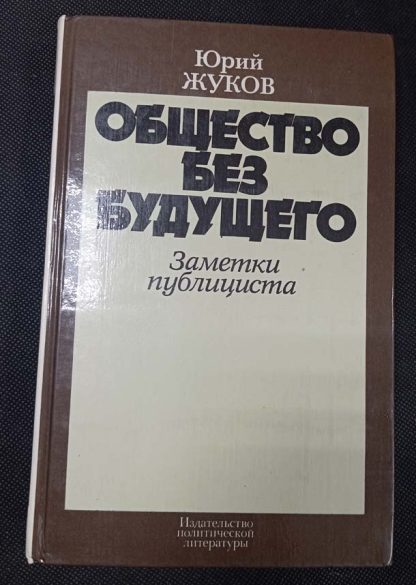 Юрий
ЖУКОВ
ОБЩЕСТВО
БЕЗ
БУДУЩЕГО
Заметки
публициста
Издательство
политической
литературы